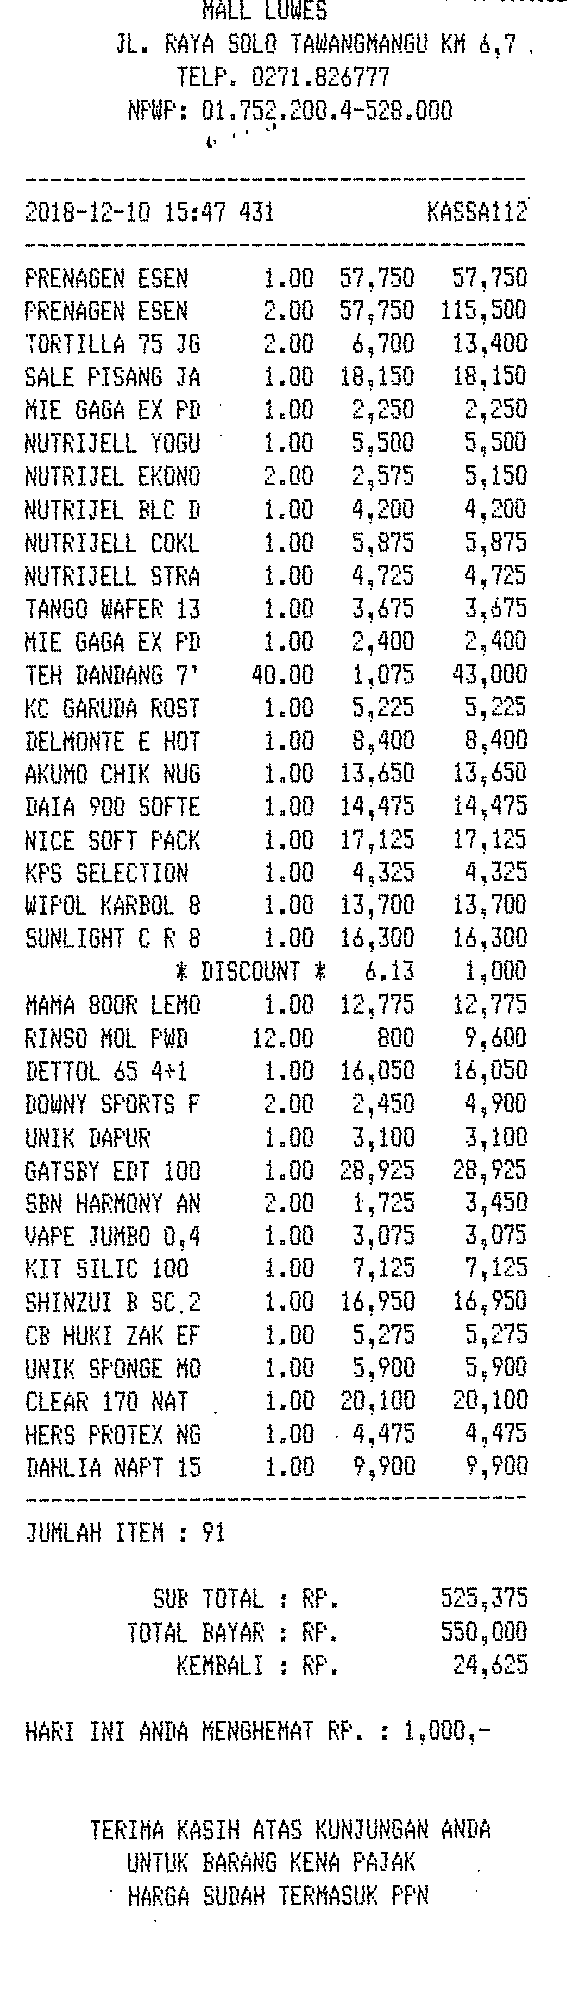 MALL LUWES
JL. RAYA SOLO TAWANGMANGU KM 6,7
TELP. 0271.826777
NPWP: 01.752.200.4-528.000
----------------------------------------
2018-12-10 15:47 431 KASSA112
----------------------------------------
PRENAGEN ESEN 1.00 57,750 57,750
PRENAGEN ESEN 2.00 57,750 115,500
TORTILLA 75 JG 2.00 6,700 13,400
SALE PISANG JA 1.00 18,150 18,150
MIE GAGA EX PD 1.00 2,250 2,250
NUTRIJELL YOGU 1.00 5,500 5,500
NUTRIJEL EKONO 2.00 2,575 5,150
NUTRIJEL BLC D 1.00 4,200 4,200
NUTRIJELL COKL 1.00 5,875 5,875
NUTRIJELL STRA 1.00 4,725 4,725
TANGO WAFER 13 1.00 3,675 3,675
MIE GAGA EX PD 1.00 2,400 2,400
TEH DANDANG 7' 40.00 1,075 43,000
KC GARUDA ROST 1.00 5,225 5,225
DELMONTE E HOT 1.00 8,400 8,400
AKUMO CHIK NUG 1.00 13,650 13,650
DAIA 900 SOFTE 1.00 14,475 14,475
NICE SOFT PACK 1.00 17,125 17,125
KPS SELECTION 1.00 4,325 4,325
WIPOL KARBOL 8 1.00 13,700 13,700
SUNLIGHT C R 8 1.00 16,300 16,300
* DISCOUNT * 6.13 1,000
MAMA 800R LEMO 1.00 12,775 12,775
RINSO MOL PWD 12.00 800 9,600
DETTOL 65 4+1 1.00 16,050 16,050
DOWNY SPORTS F 2.00 2,450 4,900
UNIK DAPUR 1.00 3,100 3,100
GATSBY EDT 100 1.00 28,925 28,925
SBN HARMONY AN 2.00 1,725 3,450
VAPE JUMBO 0,4 1.00 3,075 3,075
KIT SILIC 100 1.00 7,125 7,125
SHINZUI B SC.2 1.00 16,950 16,950
CB HUKI ZAK EF 1.00 5,275 5,275
UNIK SPONGE MO 1.00 5,900 5,900
CLEAR 170 NAT 1.00 20,100 20,100
HERS PROTEX NG 1.00 4,475 4,475
DAHLIA NAPT 15 1.00 9,900 9,900
----------------------------------------
JUMLAH ITEM : 91
SUB TOTAL : RP. 525,375
TOTAL BAYAR : RP. 550,000
KEMBALI : RP. 24,625
HARI INI ANDA MENGHEMAT RP. : 1,000,-
TERIMA KASIH ATAS KUNJUNGAN ANDA
UNTUK BARANG KENA PAJAK
HARGA SUDAH TERMASUK PPN